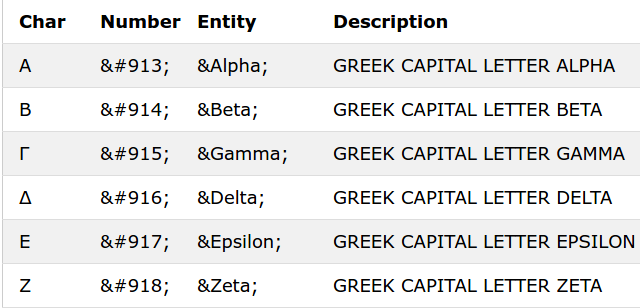 Char Number Entity Description
Α &#913; &Alpha; GREEK CAPITAL LETTER ALPHA
Β &#914; &Beta; GREEK CAPITAL LETTER BETA
Γ &#915; &Gamma; GREEK CAPITAL LETTER GAMMA
Δ &#916; &Delta; GREEK CAPITAL LETTER DELTA
Ε &#917; &Epsilon; GREEK CAPITAL LETTER EPSILON
Ζ &#918; &Zeta; GREEK CAPITAL LETTER ZETA